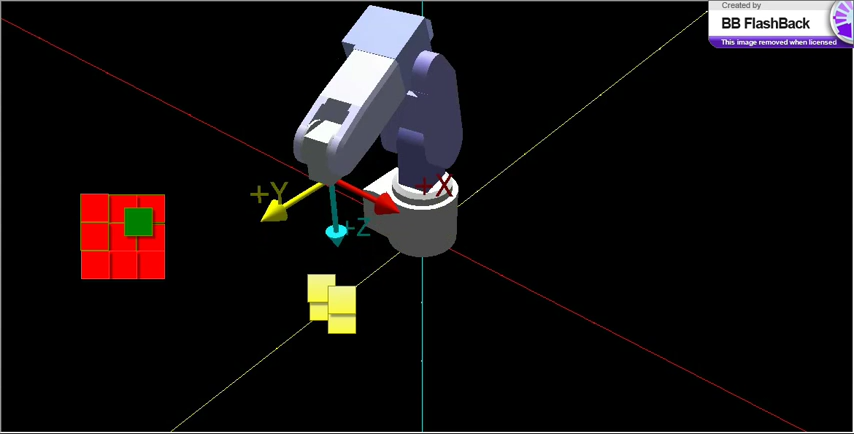 Created by
BB FlashBack
This image removed when licensed
+X
+Y
+Z